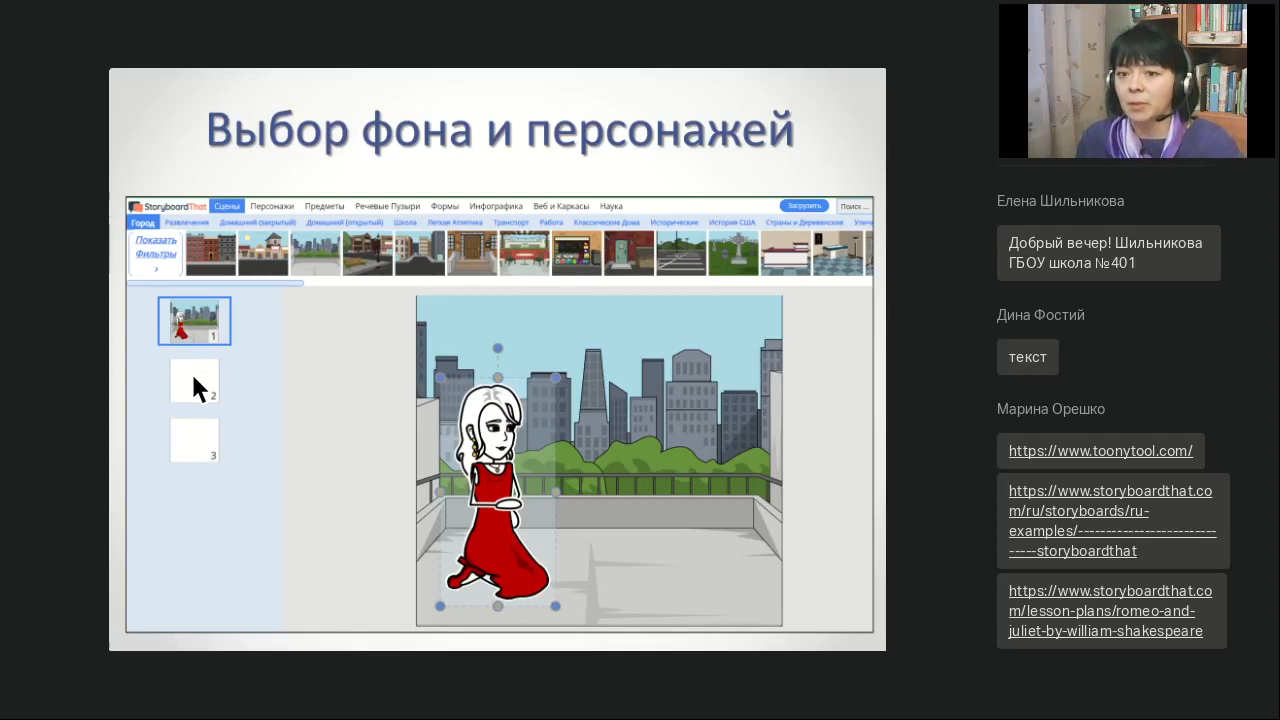 Выбор фона и персонажей
StoryboardThat Сцены Персонажи Предметы Речевые Пузыри Формы Инфографика Веб и Каркасы Наука Загрузить Поиск ...
Город Развлечения Домашний (закрытый) Домашний (открытый) Школа Легкая Атлетика Транспорт Работа Классические Дома Исторические История США Страны и Деревенские
Показать
Фильтры
›
1
2
3
Елена Шильникова
Добрый вечер! Шильникова
ГБОУ школа №401
Дина Фостий
текст
Марина Орешко
https://www.toonytool.com/
https://www.storyboardthat.co
m/ru/storyboards/ru-
examples/---------------------------
-----storyboardthat
https://www.storyboardthat.co
m/lesson-plans/romeo-and-
juliet-by-william-shakespeare